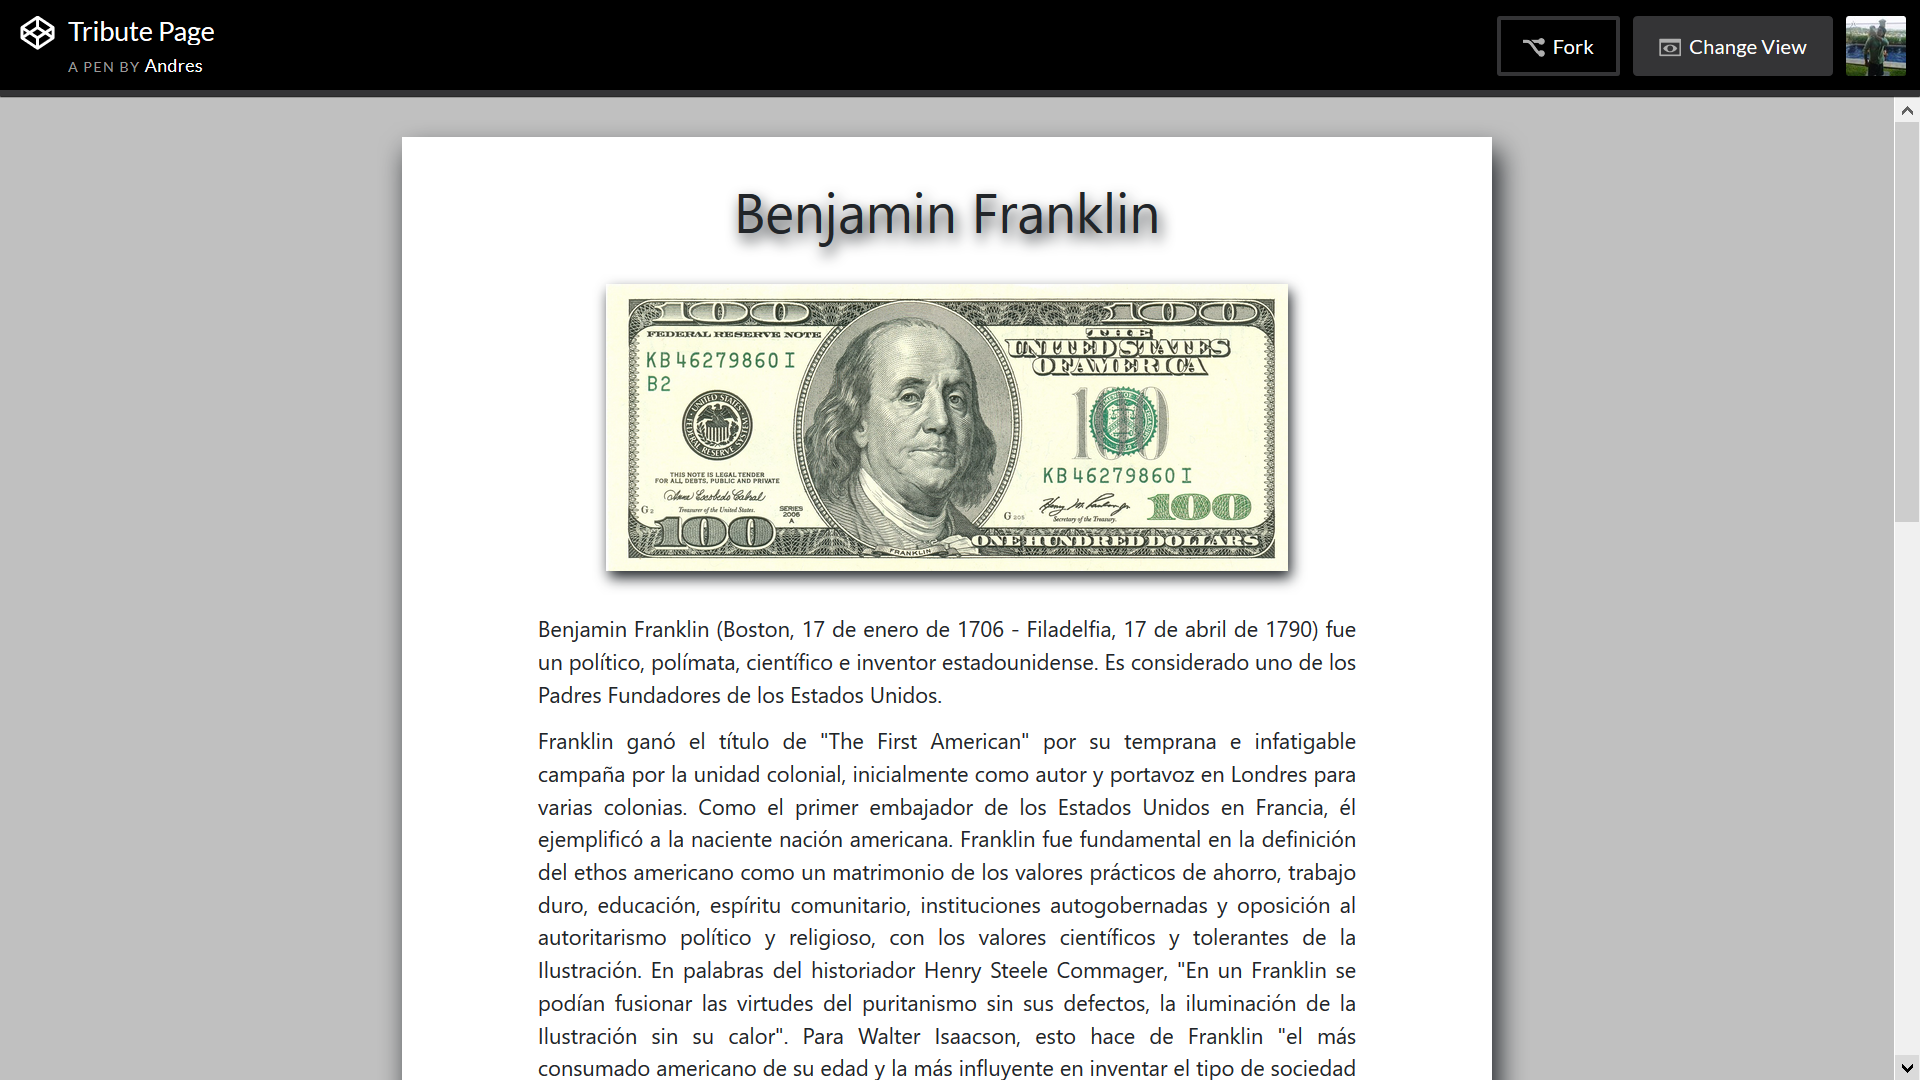 Tribute Page
A PEN BY Andres
Fork
Change View
Benjamin Franklin
100 100
FEDERAL RESERVE NOTE
THE
UNITED STATES
OF AMERICA
KB 46279860 I
B2
UNITED STATES
FEDERAL RESERVE SYSTEM
100
KB 46279860 I
THIS NOTE IS LEGAL TENDER
FOR ALL DEBTS, PUBLIC AND PRIVATE
Treasurer of the United States.
SERIES
2006
A
Secretary of the Treasury.
100
100
FRANKLIN
ONE HUNDRED DOLLARS
Benjamin Franklin (Boston, 17 de enero de 1706 - Filadelfia, 17 de abril de 1790) fue
un político, polímata, científico e inventor estadounidense. Es considerado uno de los
Padres Fundadores de los Estados Unidos.
Franklin ganó el título de "The First American" por su temprana e infatigable
campaña por la unidad colonial, inicialmente como autor y portavoz en Londres para
varias colonias. Como el primer embajador de los Estados Unidos en Francia, él
ejemplificó a la naciente nación americana. Franklin fue fundamental en la definición
del ethos americano como un matrimonio de los valores prácticos de ahorro, trabajo
duro, educación, espíritu comunitario, instituciones autogobernadas y oposición al
autoritarismo político y religioso, con los valores científicos y tolerantes de la
Ilustración. En palabras del historiador Henry Steele Commager, "En un Franklin se
podían fusionar las virtudes del puritanismo sin sus defectos, la iluminación de la
Ilustración sin su calor". Para Walter Isaacson, esto hace de Franklin "el más
consumado americano de su edad y la más influyente en inventar el tipo de sociedad